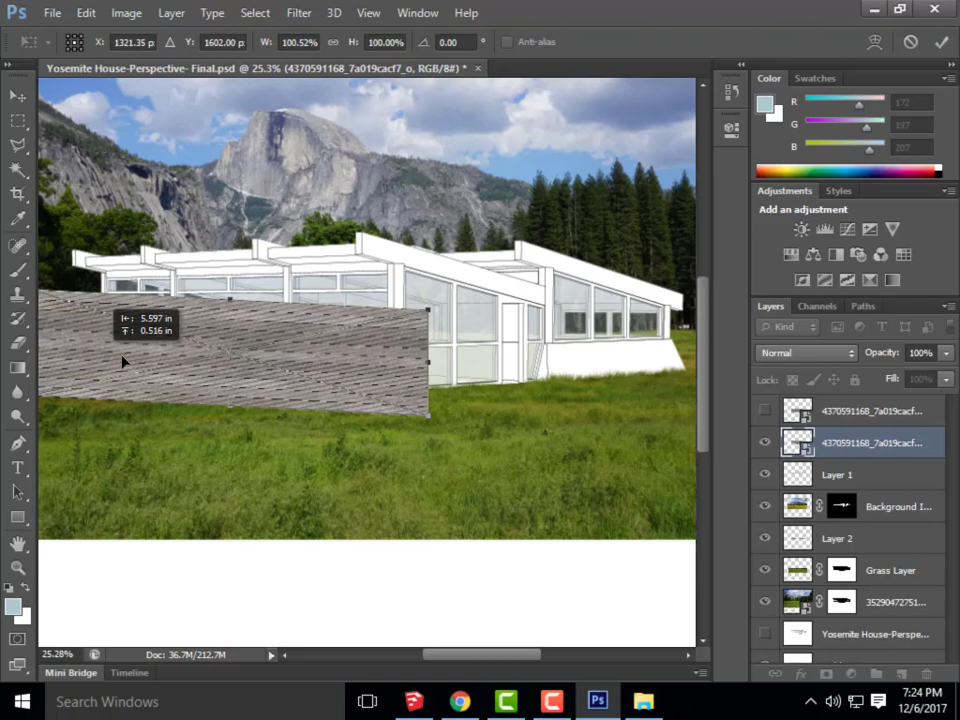 Ps File Edit Image Layer Type Select Filter 3D View Window Help
X: 1321.35 p: Y: 1602.00 p: W: 100.52% H: 100.00% 0.00 ° Anti-alias
Yosemite House-Perspective- Final.psd @ 25.3% (4370591168_7a019cacf7_o, RGB/8#) * ×
Color Swatches
R 172
G 197
B 207
Adjustments Styles
Add an adjustment
Layers Channels Paths
Kind
Normal Opacity: 100%
Lock: Fill: 100%
4370591168_7a019cacf...
4370591168_7a019cacf...
Layer 1
Background I...
Layer 2
Grass Layer
35290472751...
Yosemite House-Perspe...
5.597 in
0.516 in
25.28% Doc: 36.7M/212.7M
Mini Bridge Timeline
Search Windows
Ps
7:24 PM
12/6/2017